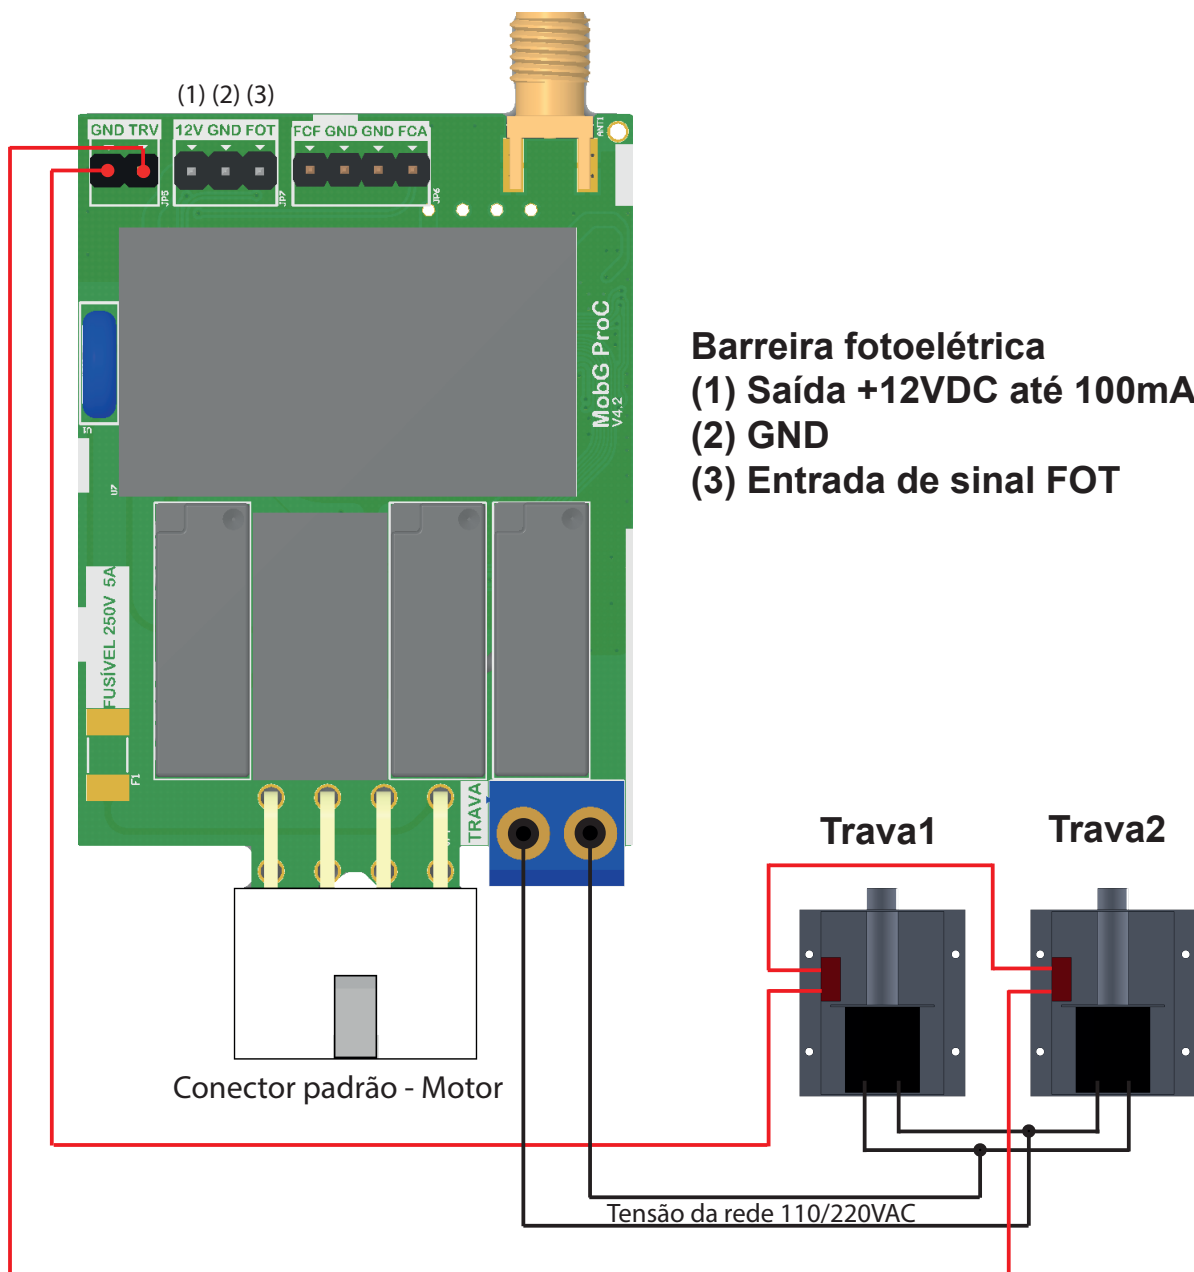 (1) (2) (3)
GND TRV
12V GND FOT
FCF GND GND FCA
ANT1
JP5
JP7
JP6
MobG ProC
V4.2
Barreira fotoelétrica
(1) Saída +12VDC até 100mA
(2) GND
(3) Entrada de sinal FOT
U7
FUSÍVEL 250V 5A
F1
TRAVA
Trava1
Trava2
Conector padrão - Motor
Tensão da rede 110/220VAC